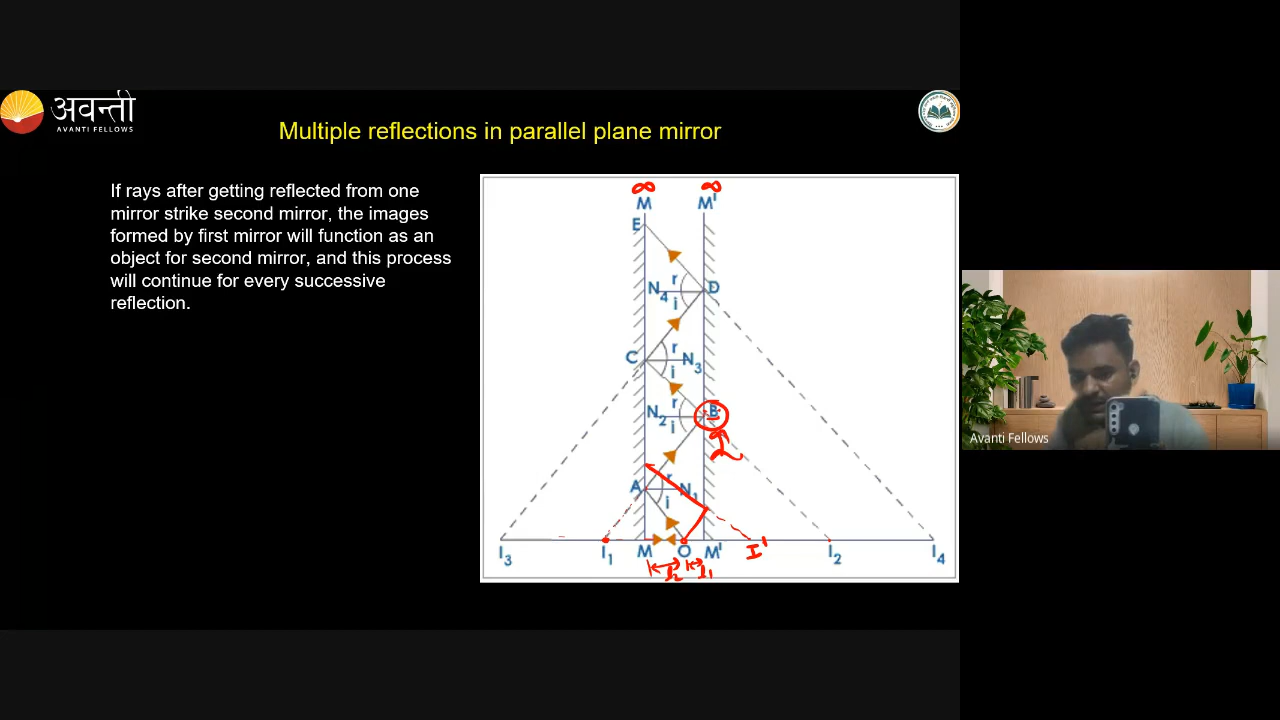 अवन्ती
AVANTI FELLOWS
Multiple reflections in parallel plane mirror
If rays after getting reflected from one
mirror strike second mirror, the images
formed by first mirror will function as an
object for second mirror, and this process
will continue for every successive
reflection.
∞ ∞
M M'
E
r
N4 D
i
r
C N3
i
r
N2 B
i
r
A N1
i
I3 I1 M O M' I' I2 I4
l2 l1
Avanti Fellows